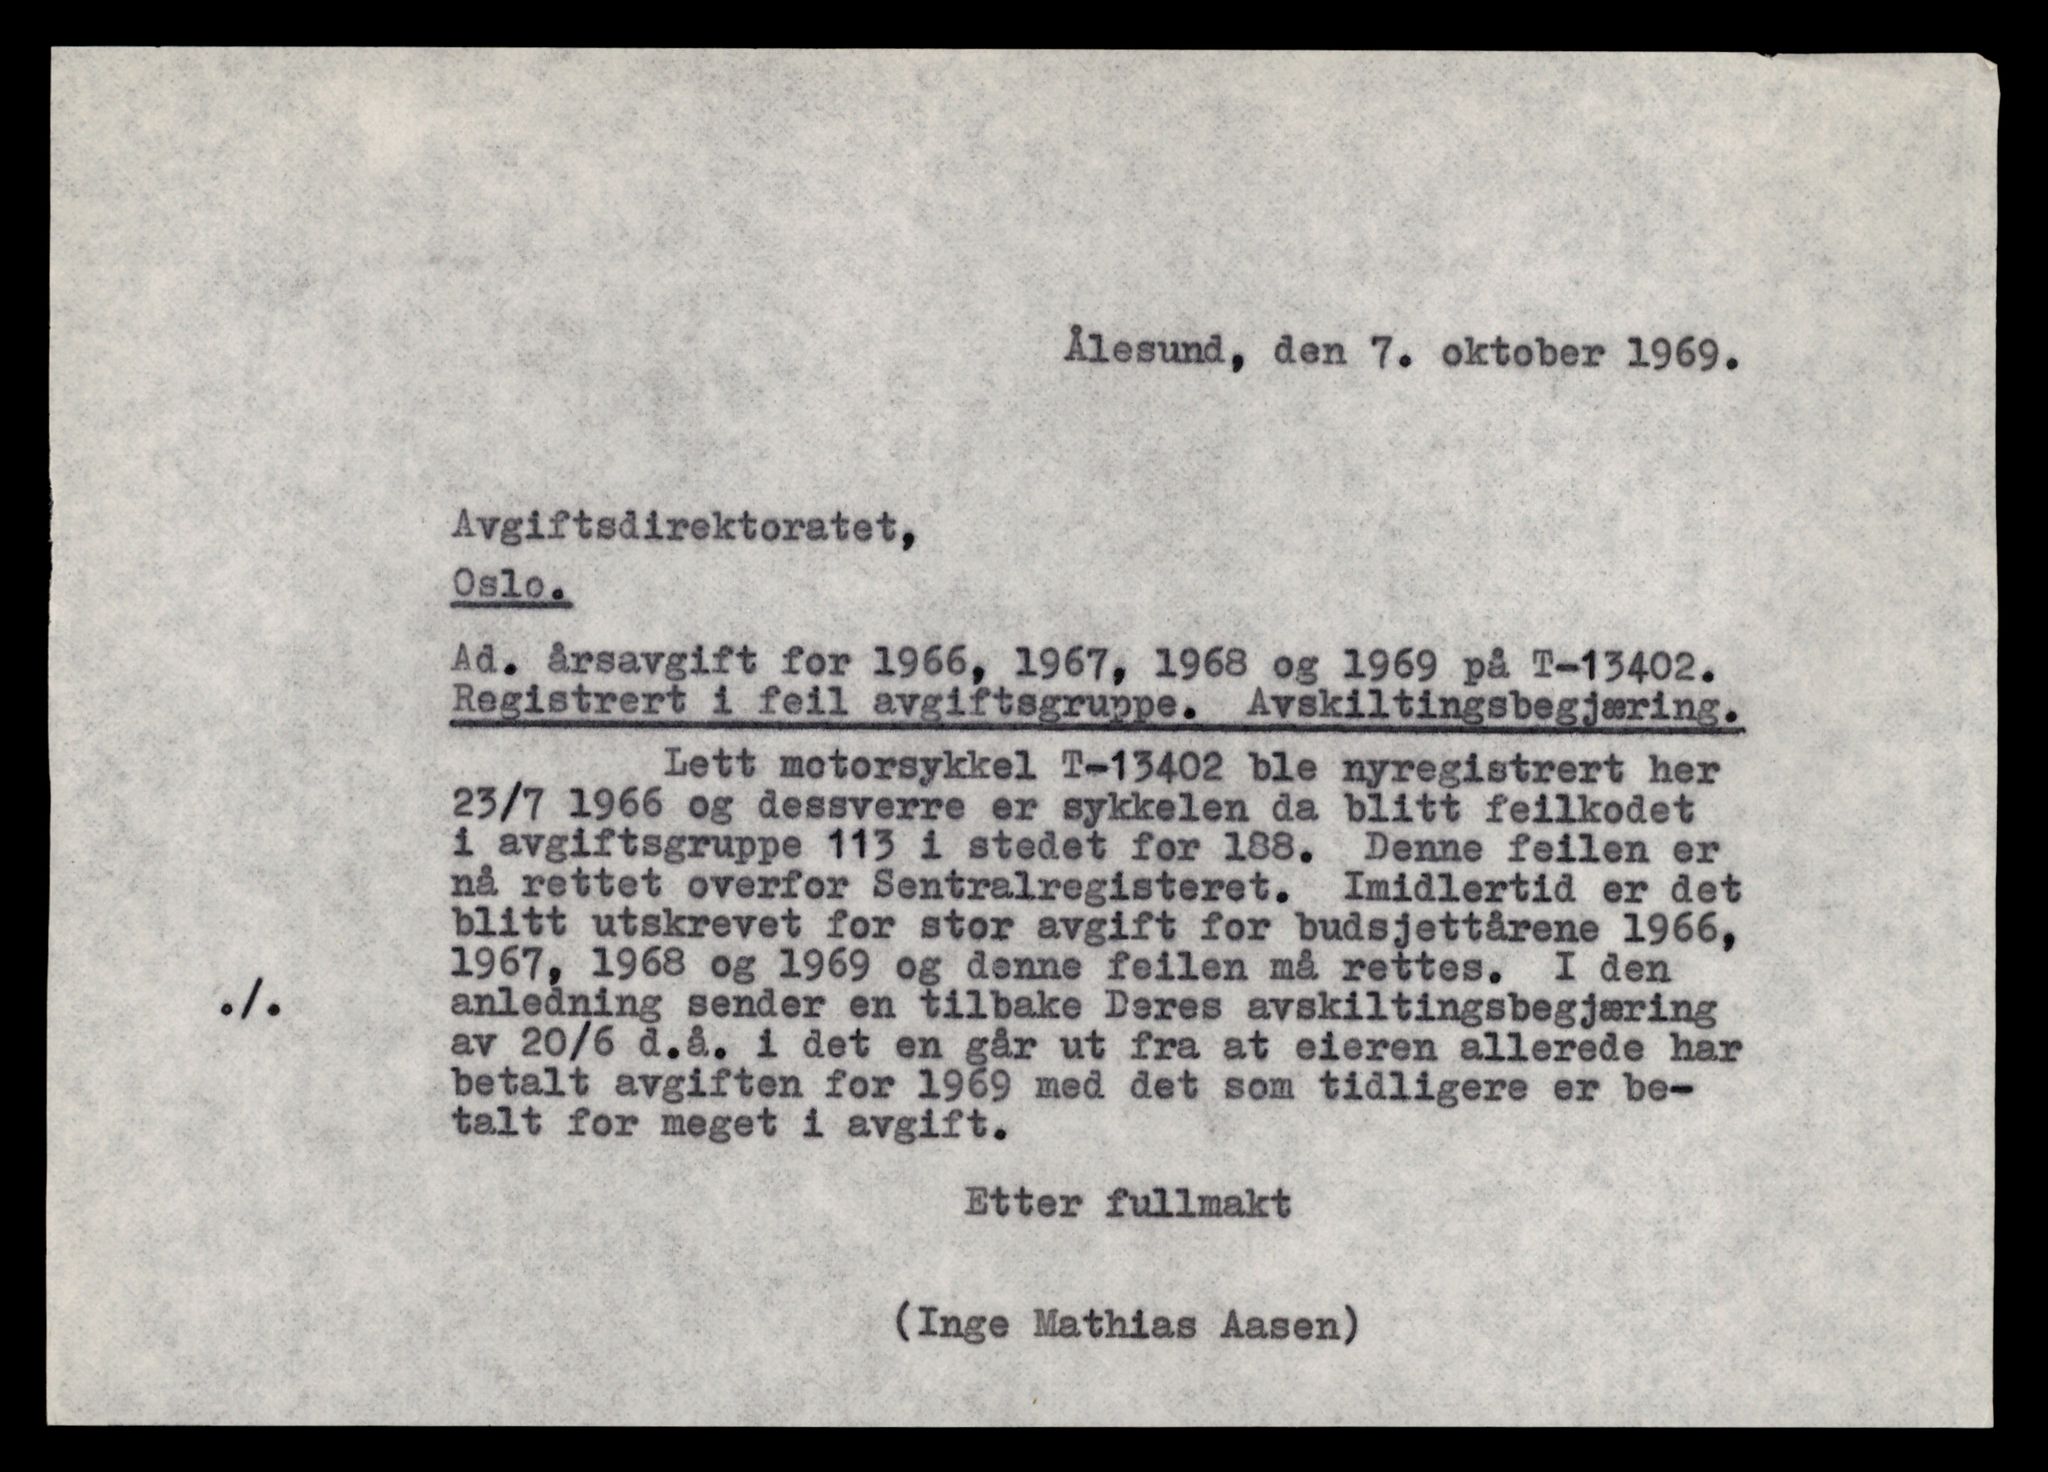 Ålesund, den 7. oktober 1969.
Avgiftsdirektoratet,
Oslo.
Ad. årsavgift for 1966, 1967, 1968 og 1969 på T-13402.
Registrert i feil avgiftsgruppe. Avskiltingsbegjæring.
Lett motorsykkel T-13402 ble nyregistrert her
23/7 1966 og dessverre er sykkelen da blitt feilkodet
i avgiftsgruppe 113 i stedet for 188. Denne feilen er
nå rettet overfor Sentralregisteret. Imidlertid er det
blitt utskrevet for stor avgift for budsjettårene 1966,
1967, 1968 og 1969 og denne feilen må rettes. I den
./. anledning sender en tilbake Deres avskiltingsbegjæring
av 20/6 d.å. i det en går ut fra at eieren allerede har
betalt avgiften for 1969 med det som tidligere er be-
talt for meget i avgift.
Etter fullmakt
(Inge Mathias Aasen)